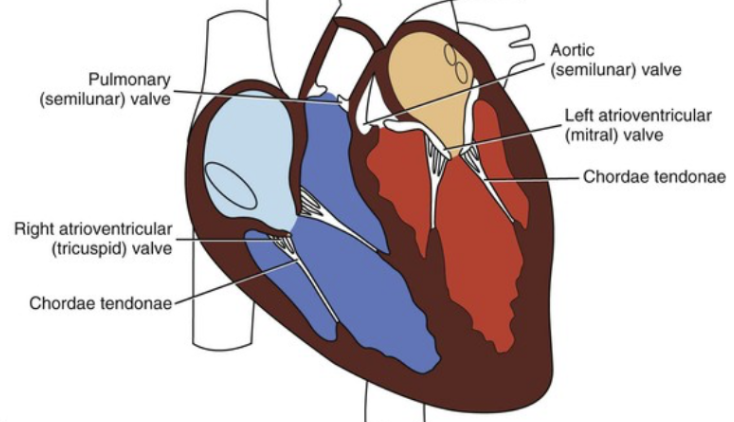 Pulmonary
(semilunar) valve
Right atrioventricular
(tricuspid) valve
Chordae tendonae
Aortic
(semilunar) valve
Left atrioventricular
(mitral) valve
Chordae tendonae